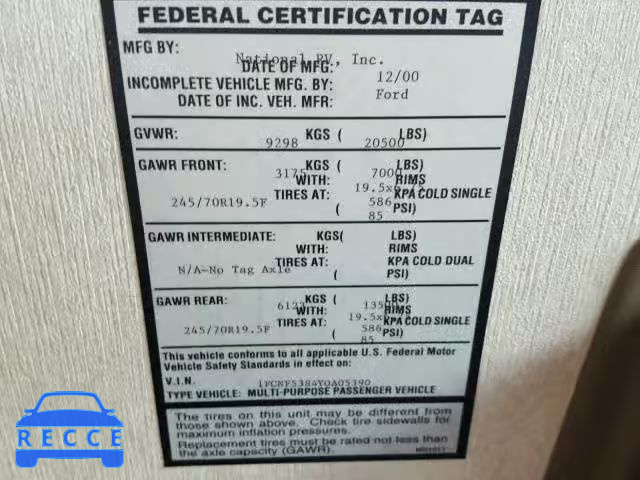 FEDERAL CERTIFICATION TAG
MFG BY: National RV, Inc.
DATE OF MFG: 12/00
INCOMPLETE VEHICLE MFG. BY: Ford
DATE OF INC. VEH. MFR:
GVWR: 9298 KGS ( 20500 LBS)
GAWR FRONT: 3175 KGS ( 7000 LBS)
WITH: RIMS
245/70R19.5F TIRES AT: 586 KPA COLD SINGLE
( 85 PSI)
GAWR INTERMEDIATE: KGS( LBS)
WITH: RIMS
TIRES AT: KPA COLD DUAL
N/A-No Tag Axle ( PSI)
GAWR REAR: 6123 KGS ( 13500 LBS)
WITH: RIMS
245/70R19.5F TIRES AT: 586 KPA COLD SINGLE
( 85 PSI)
This vehicle conforms to all applicable U.S. Federal Motor
Vehicle Safety Standards in effect on:
V.I.N. 1FCNF53S4Y0A05390
TYPE VEHICLE: MULTI-PURPOSE PASSENGER VEHICLE
The tires on this unit may be different from
those shown above. Check tire sidewalls for
maximum inflation pressures.
Replacement tires must be rated not less than
the axle capacity (GAWR).
RECCE